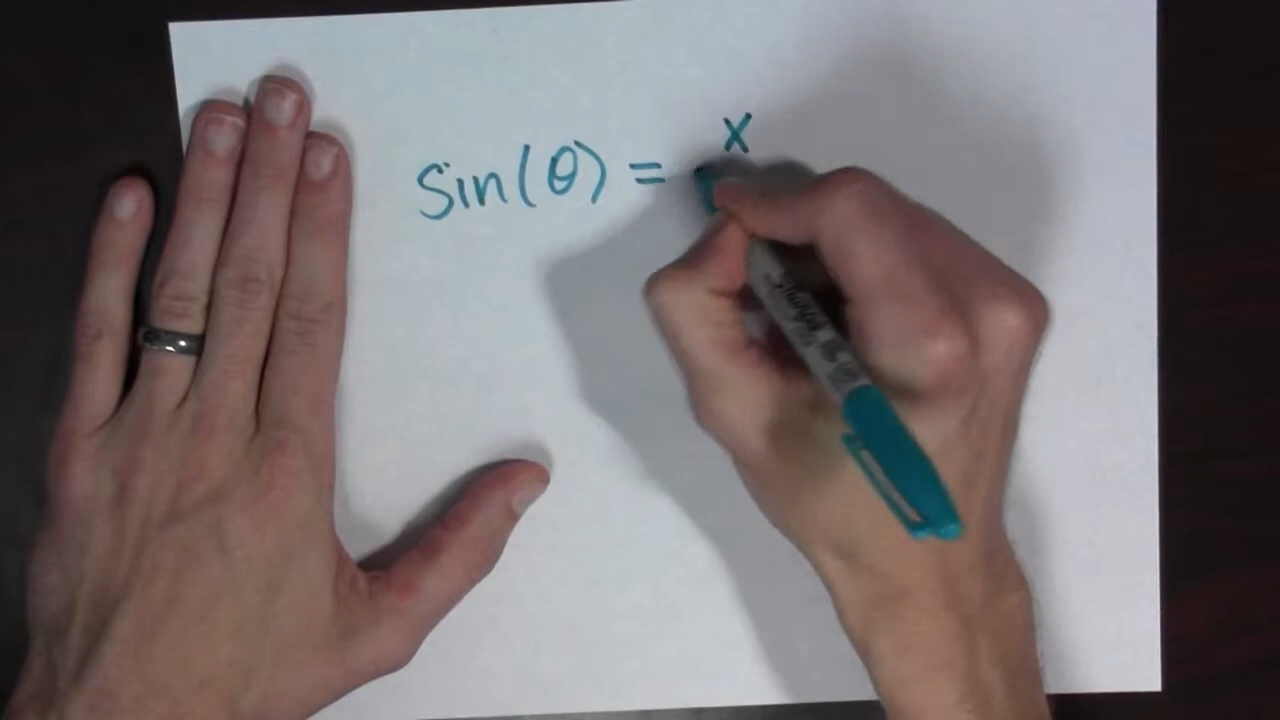 Sin(θ) = x